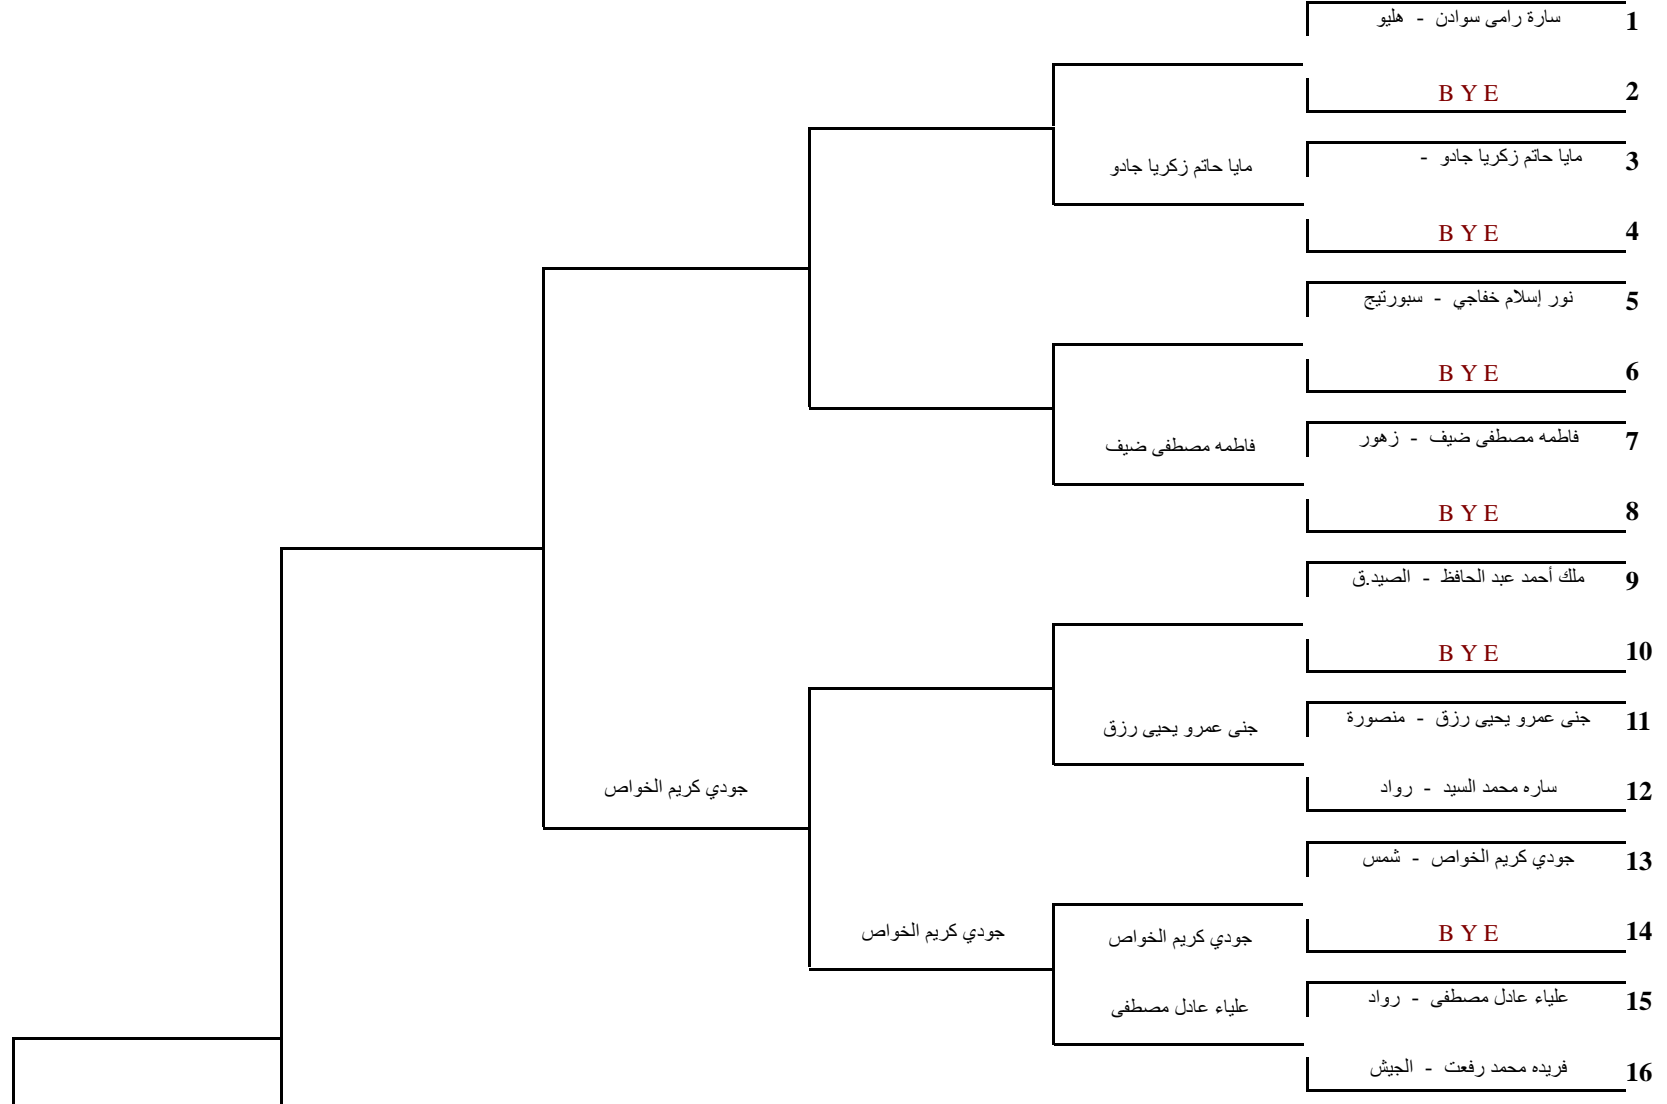 سارة رامى سوادن - هليو 1
B Y E 2
مايا حاتم زكريا جادو - 3
مايا حاتم زكريا جادو
B Y E 4
نور إسلام خفاجي - سبورتيج 5
B Y E 6
فاطمه مصطفى ضيف - زهور 7
فاطمه مصطفى ضيف
B Y E 8
ملك أحمد عبد الحافظ - الصيد.ق 9
B Y E 10
جنى عمرو يحيى رزق - منصورة 11
جنى عمرو يحيى رزق
ساره محمد السيد - رواد 12
جودي كريم الخواص
جودي كريم الخواص - شمس 13
B Y E 14
جودي كريم الخواص
جودي كريم الخواص
علياء عادل مصطفى - رواد 15
علياء عادل مصطفى
فريده محمد رفعت - الجيش 16